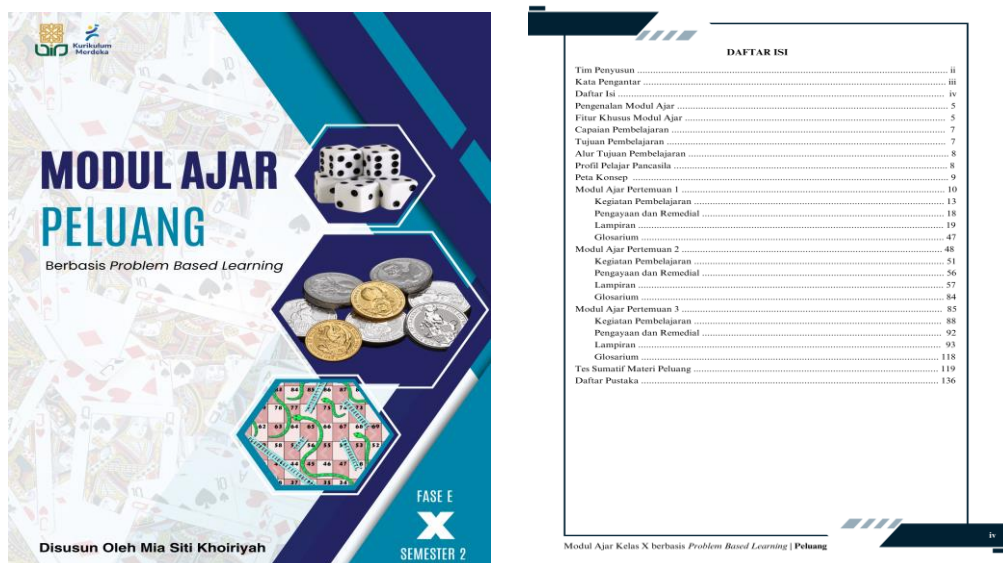 Kurikulum
Merdeka
MODUL AJAR
PELUANG
Berbasis Problem Based Learning
FASE E
X
SEMESTER 2
Disusun Oleh Mia Siti Khoiriyah
DAFTAR ISI
Tim Penyusun ... ii
Kata Pengantar ... iii
Daftar Isi ... iv
Pengenalan Modul Ajar ... 5
Fitur Khusus Modul Ajar ... 5
Capaian Pembelajaran ... 7
Tujuan Pembelajaran ... 7
Alur Tujuan Pembelajaran ... 8
Profil Pelajar Pancasila ... 8
Peta Konsep ... 9
Modul Ajar Pertemuan 1 ... 10
Kegiatan Pembelajaran ... 13
Pengayaan dan Remedial ... 18
Lampiran ... 19
Glosarium ... 47
Modul Ajar Pertemuan 2 ... 48
Kegiatan Pembelajaran ... 51
Pengayaan dan Remedial ... 56
Lampiran ... 57
Glosarium ... 84
Modul Ajar Pertemuan 3 ... 85
Kegiatan Pembelajaran ... 88
Pengayaan dan Remedial ... 92
Lampiran ... 93
Glosarium ... 118
Tes Sumatif Materi Peluang ... 119
Daftar Pustaka ... 136
iv
Modul Ajar Kelas X berbasis Problem Based Learning | Peluang